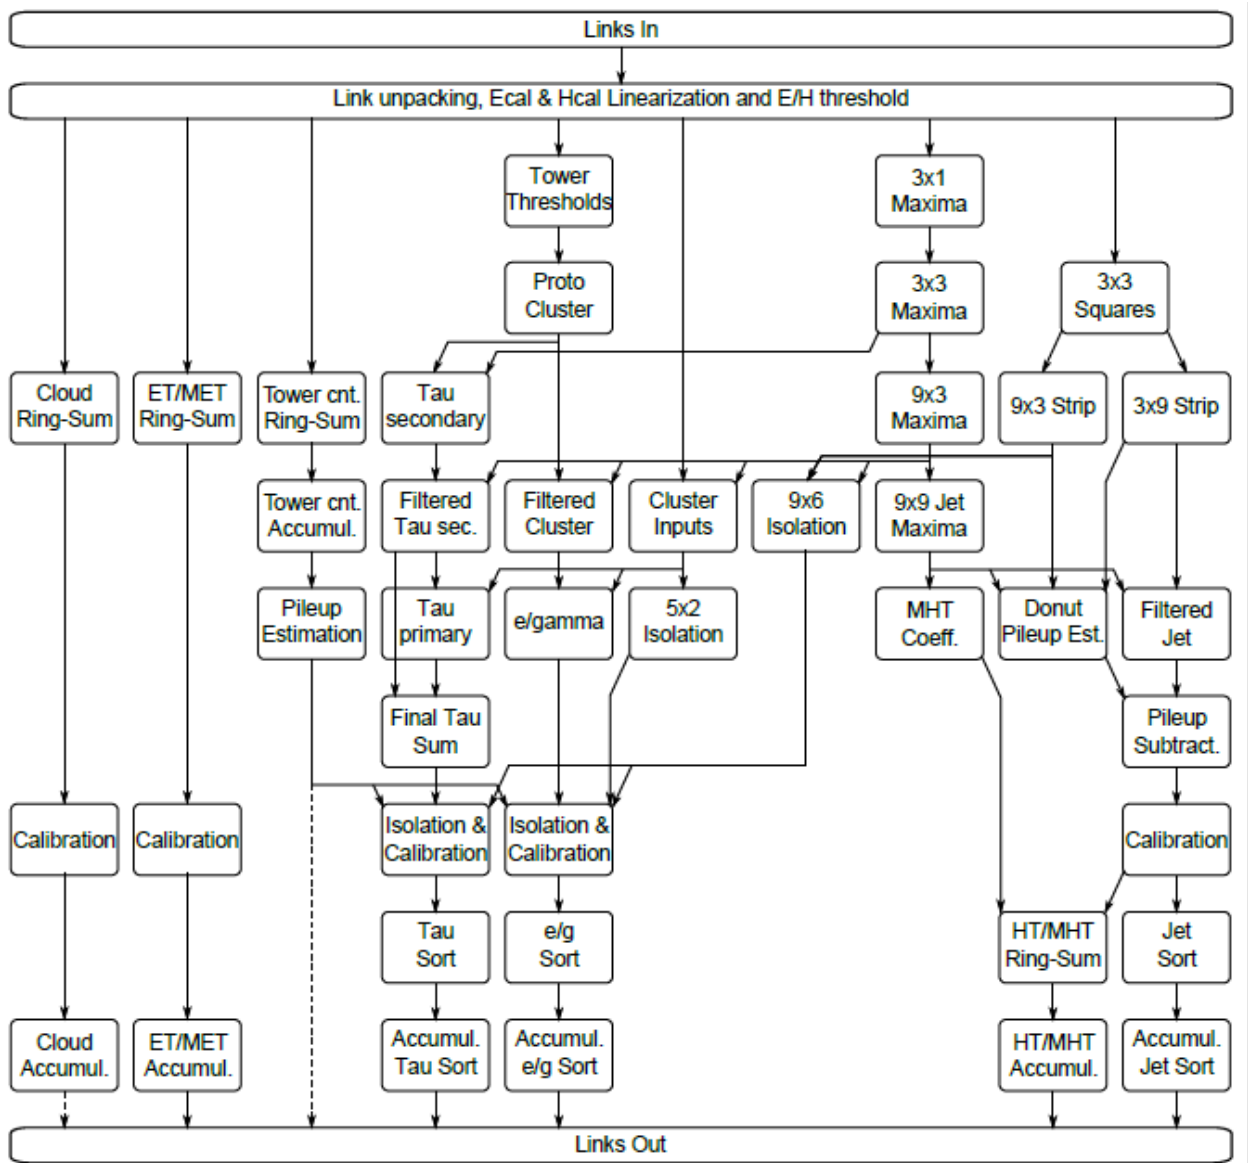 Links In
Link unpacking, Ecal & Hcal Linearization and E/H threshold
Tower
Thresholds
3x1
Maxima
Proto
Cluster
3x3
Maxima
3x3
Squares
Cloud
Ring-Sum
ET/MET
Ring-Sum
Tower cnt.
Ring-Sum
Tau
secondary
9x3
Maxima
9x3 Strip
3x9 Strip
Tower cnt.
Accumul.
Filtered
Tau sec.
Filtered
Cluster
Cluster
Inputs
9x6
Isolation
9x9 Jet
Maxima
Pileup
Estimation
Tau
primary
e/gamma
5x2
Isolation
MHT
Coeff.
Donut
Pileup Est.
Filtered
Jet
Final Tau
Sum
Pileup
Subtract.
Calibration
Calibration
Isolation &
Calibration
Isolation &
Calibration
Calibration
Tau
Sort
e/g
Sort
HT/MHT
Ring-Sum
Jet
Sort
Cloud
Accumul.
ET/MET
Accumul.
Accumul.
Tau Sort
Accumul.
e/g Sort
HT/MHT
Accumul.
Accumul.
Jet Sort
Links Out